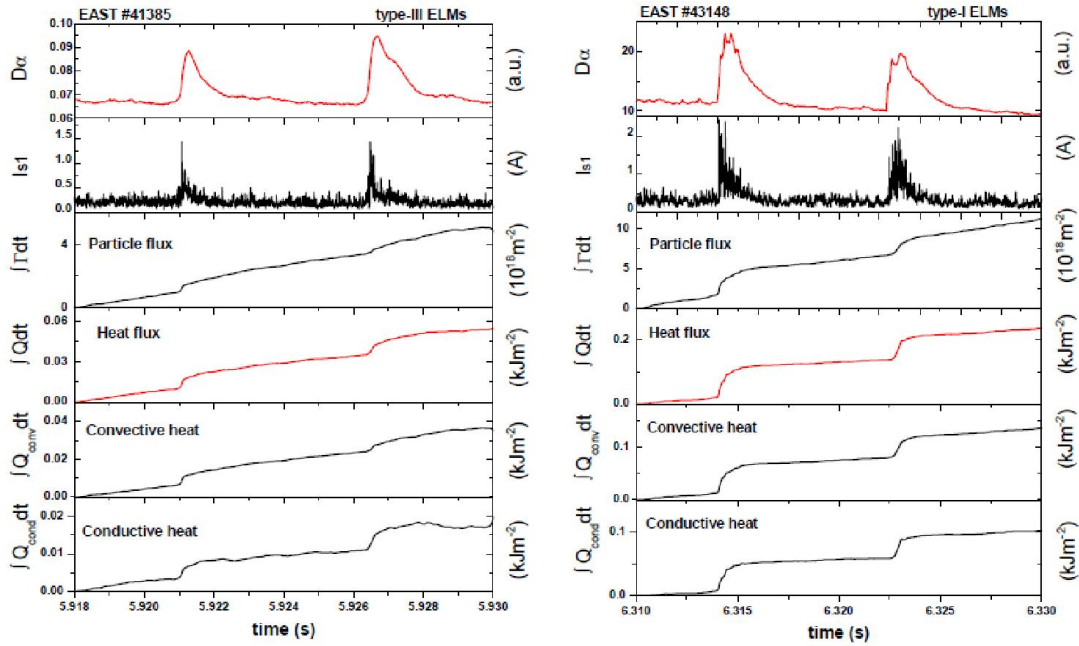 EAST #41385 type-III ELMs
0.10
0.09
Dα
0.08
(a.u.)
0.07
0.06
1.5
Is1
1.0
(A)
0.5
0.0
Particle flux
4
∫Γdt
(10^18 m^-2)
0
0.06
Heat flux
∫ Qdt
0.03
(kJm^-2)
0.00
0.04
Convective heat
∫ Q_conv dt
0.02
(kJm^-2)
0.00
0.02
Conductive heat
∫ Q_cond dt
0.01
(kJm^-2)
0.00
5.918 5.920 5.922 5.924 5.926 5.928 5.930
time (s)
EAST #43148 type-I ELMs
20
Dα
(a.u.)
10
2
Is1
1
(A)
0
10
Particle flux
∫Γdt
5
(10^18 m^-2)
0
Heat flux
0.2
∫ Qdt
(kJm^-2)
0.0
Convective heat
0.1
∫ Q_conv dt
(kJm^-2)
0.0
Conductive heat
0.1
∫ Q_cond dt
(kJm^-2)
0.0
6.310 6.315 6.320 6.325 6.330
time (s)